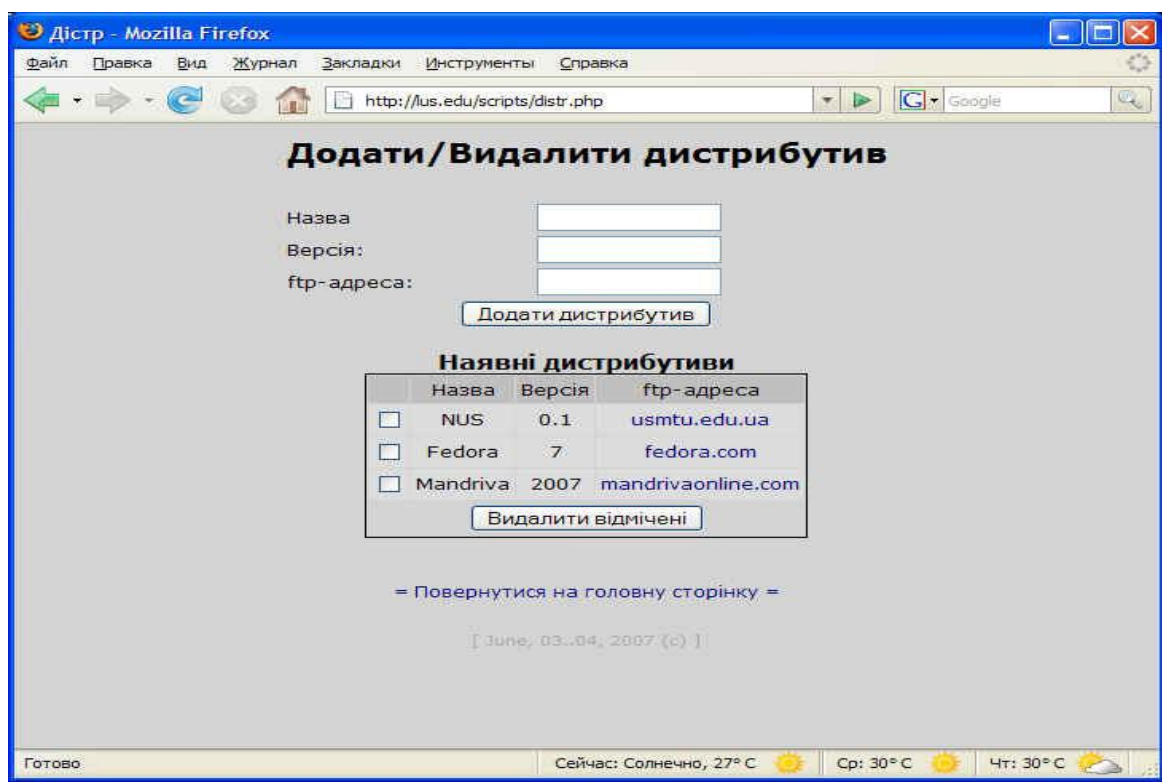 Дістр - Mozilla Firefox
Файл Правка Вид Журнал Закладки Инструменты Справка
http://lus.edu/scripts/distr.php G Google
Додати/Видалити дистрибутив
Назва
Версія:
ftp-адреса:
Додати дистрибутив
Наявні дистрибутиви
Назва Версія ftp-адреса
NUS 0.1 usmtu.edu.ua
Fedora 7 fedora.com
Mandriva 2007 mandrivaonline.com
Видалити відмічені
= Повернутися на головну сторінку =
[ June, 03..04, 2007 (c) ]
Готово Сейчас: Солнечно, 27° C Ср: 30° C Чт: 30° C